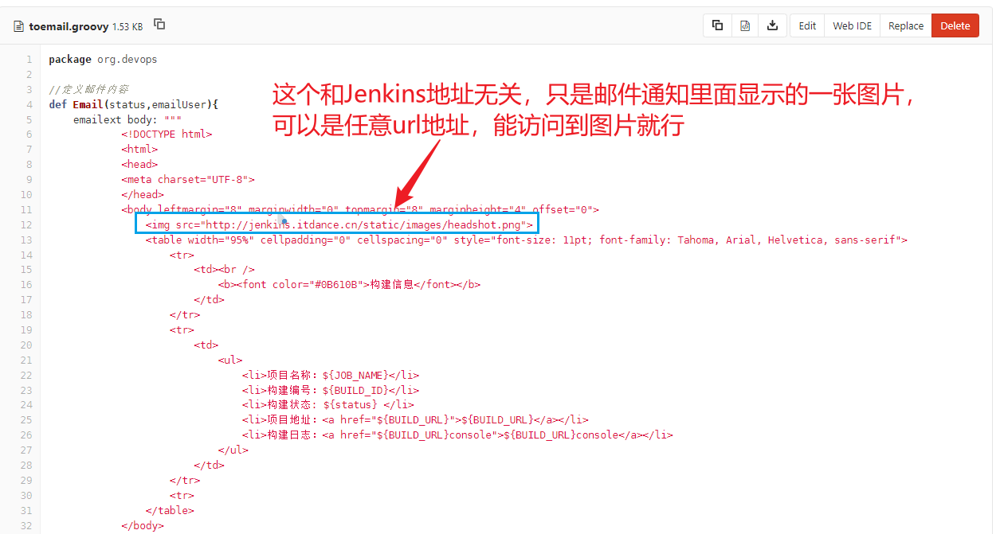 toemail.groovy 1.53 KB Edit Web IDE Replace Delete
1 package org.devops
2
3 //定义邮件内容
4 def Email(status,emailUser){
5 emailext body: """
6 <!DOCTYPE html>
7 <html>
8 <head>
9 <meta charset="UTF-8">
10 </head>
11 <body leftmargin="8" marginwidth="0" topmargin="8" marginheight="4" offset="0">
12 <img src="http://jenkins.itdance.cn/static/images/headshot.png">
13 <table width="95%" cellpadding="0" cellspacing="0" style="font-size: 11pt; font-family: Tahoma, Arial, Helvetica, sans-serif">
14 <tr>
15 <td><br />
16 <b><font color="#0B610B">构建信息</font></b>
17 </td>
18 </tr>
19 <tr>
20 <td>
21 <ul>
22 <li>项目名称：${JOB_NAME}</li>
23 <li>构建编号：${BUILD_ID}</li>
24 <li>构建状态: ${status} </li>
25 <li>项目地址：<a href="${BUILD_URL}">${BUILD_URL}</a></li>
26 <li>构建日志：<a href="${BUILD_URL}console">${BUILD_URL}console</a></li>
27 </ul>
28 </td>
29 </tr>
30 <tr>
31 </table>
32 </body>
这个和Jenkins地址无关，只是邮件通知里面显示的一张图片，
可以是任意url地址，能访问到图片就行